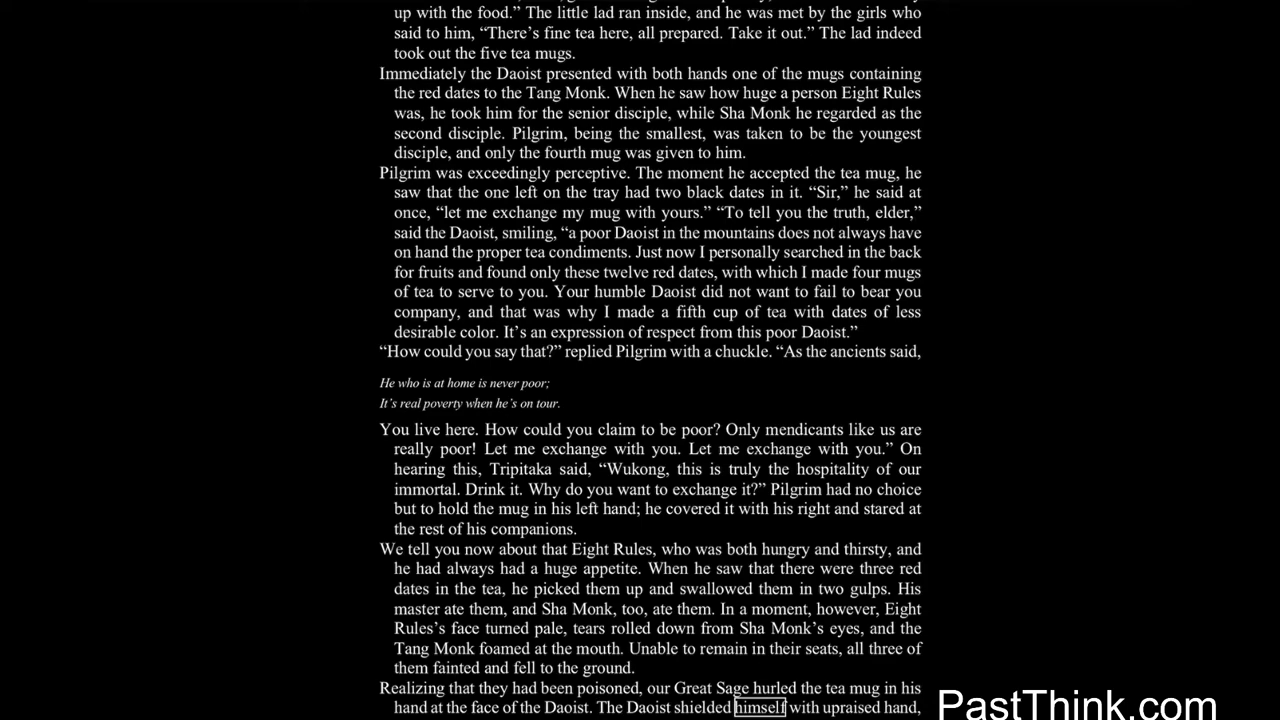 up with the food.” The little lad ran inside, and he was met by the girls who
said to him, “There’s fine tea here, all prepared. Take it out.” The lad indeed
took out the five tea mugs.
Immediately the Daoist presented with both hands one of the mugs containing
the red dates to the Tang Monk. When he saw how huge a person Eight Rules
was, he took him for the senior disciple, while Sha Monk he regarded as the
second disciple. Pilgrim, being the smallest, was taken to be the youngest
disciple, and only the fourth mug was given to him.
Pilgrim was exceedingly perceptive. The moment he accepted the tea mug, he
saw that the one left on the tray had two black dates in it. “Sir,” he said at
once, “let me exchange my mug with yours.” “To tell you the truth, elder,”
said the Daoist, smiling, “a poor Daoist in the mountains does not always have
on hand the proper tea condiments. Just now I personally searched in the back
for fruits and found only these twelve red dates, with which I made four mugs
of tea to serve to you. Your humble Daoist did not want to fail to bear you
company, and that was why I made a fifth cup of tea with dates of less
desirable color. It’s an expression of respect from this poor Daoist.”
“How could you say that?” replied Pilgrim with a chuckle. “As the ancients said,
He who is at home is never poor;
It’s real poverty when he’s on tour.
You live here. How could you claim to be poor? Only mendicants like us are
really poor! Let me exchange with you. Let me exchange with you.” On
hearing this, Tripitaka said, “Wukong, this is truly the hospitality of our
immortal. Drink it. Why do you want to exchange it?” Pilgrim had no choice
but to hold the mug in his left hand; he covered it with his right and stared at
the rest of his companions.
We tell you now about that Eight Rules, who was both hungry and thirsty, and
he had always had a huge appetite. When he saw that there were three red
dates in the tea, he picked them up and swallowed them in two gulps. His
master ate them, and Sha Monk, too, ate them. In a moment, however, Eight
Rules’s face turned pale, tears rolled down from Sha Monk’s eyes, and the
Tang Monk foamed at the mouth. Unable to remain in their seats, all three of
them fainted and fell to the ground.
Realizing that they had been poisoned, our Great Sage hurled the tea mug in his
hand at the face of the Daoist. The Daoist shielded himself with upraised hand,
PastThink.com